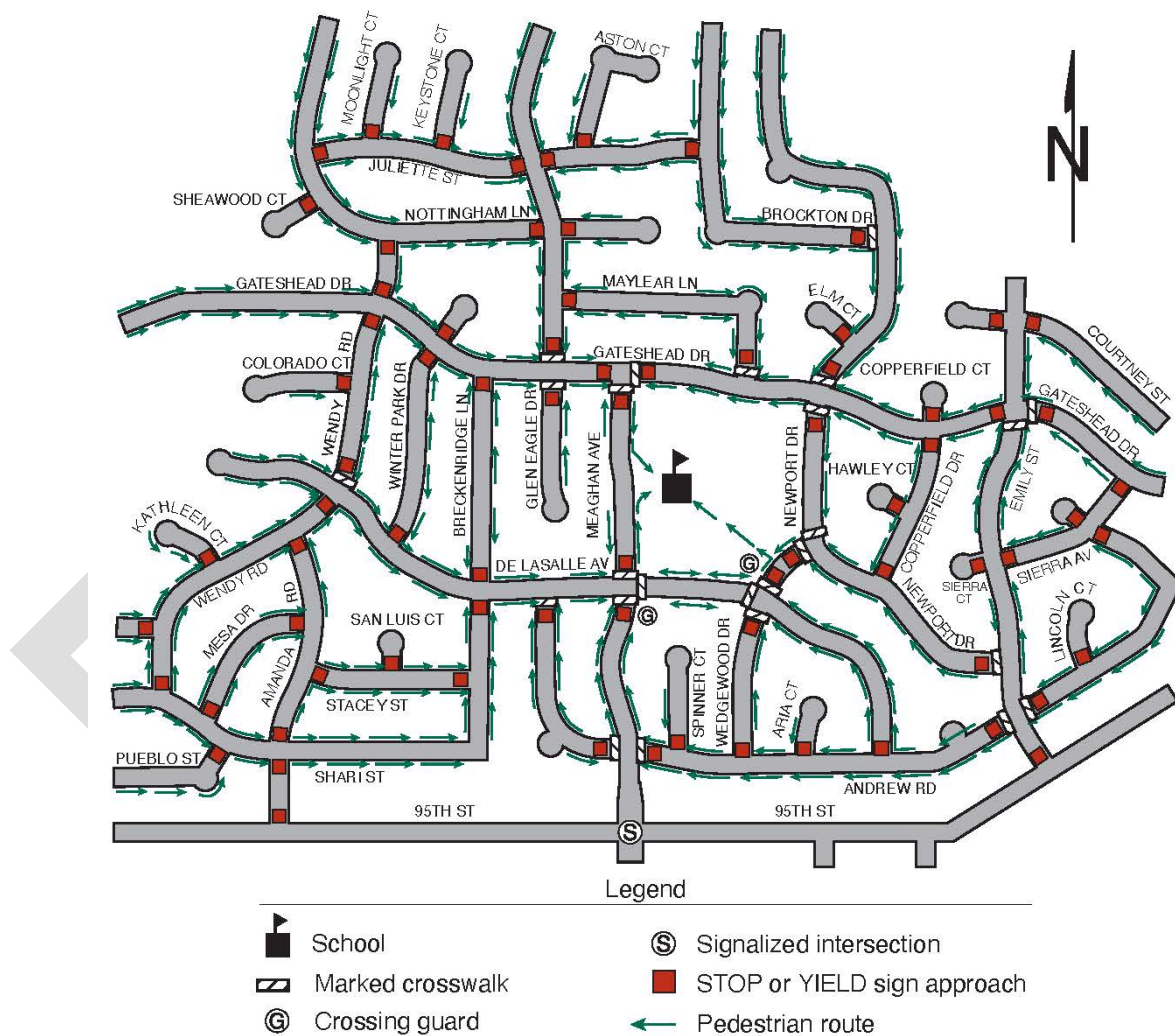 MOONLIGHT CT
KEYSTONE CT
ASTON CT
N
JULIETTE ST
SHEAWOOD CT
NOTTINGHAM LN
BROCKTON DR
GATESHEAD DR
MAYLEAR LN
ELM CT
COURTNEY ST
WENDY RD
COLORADO CT
WINTER PARK DR
BRECKENRIDGE LN
GLEN EAGLE DR
GATESHEAD DR
MEAGHAN AVE
COPPERFIELD CT
GATESHEAD DR
NEWPORT DR
HAWLEY CT
COPPERFIELD DR
EMILY ST
KATHLEEN CT
WENDY RD
DE LASALLE AV
G
NEWPORT DR
SIERRA
CT
SIERRA AV
LINCOLN CT
MESA DR
AMANDA RD
SAN LUIS CT
G
SPINNER CT
WEDGEWOOD DR
ARIA CT
STACEY ST
PUEBLO ST
SHARI ST
ANDREW RD
95TH ST
S
95TH ST
Legend
School
S Signalized intersection
Marked crosswalk
STOP or YIELD sign approach
G Crossing guard
Pedestrian route